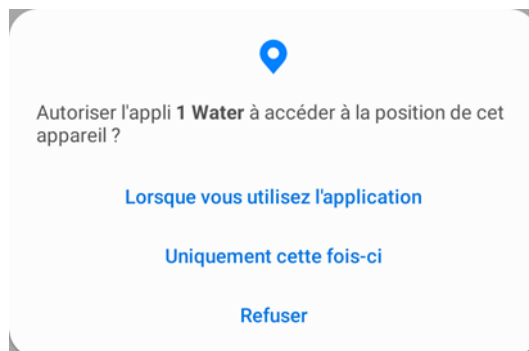 Autoriser l'appli 1 Water à accéder à la position de cet
appareil ?
Lorsque vous utilisez l'application
Uniquement cette fois-ci
Refuser